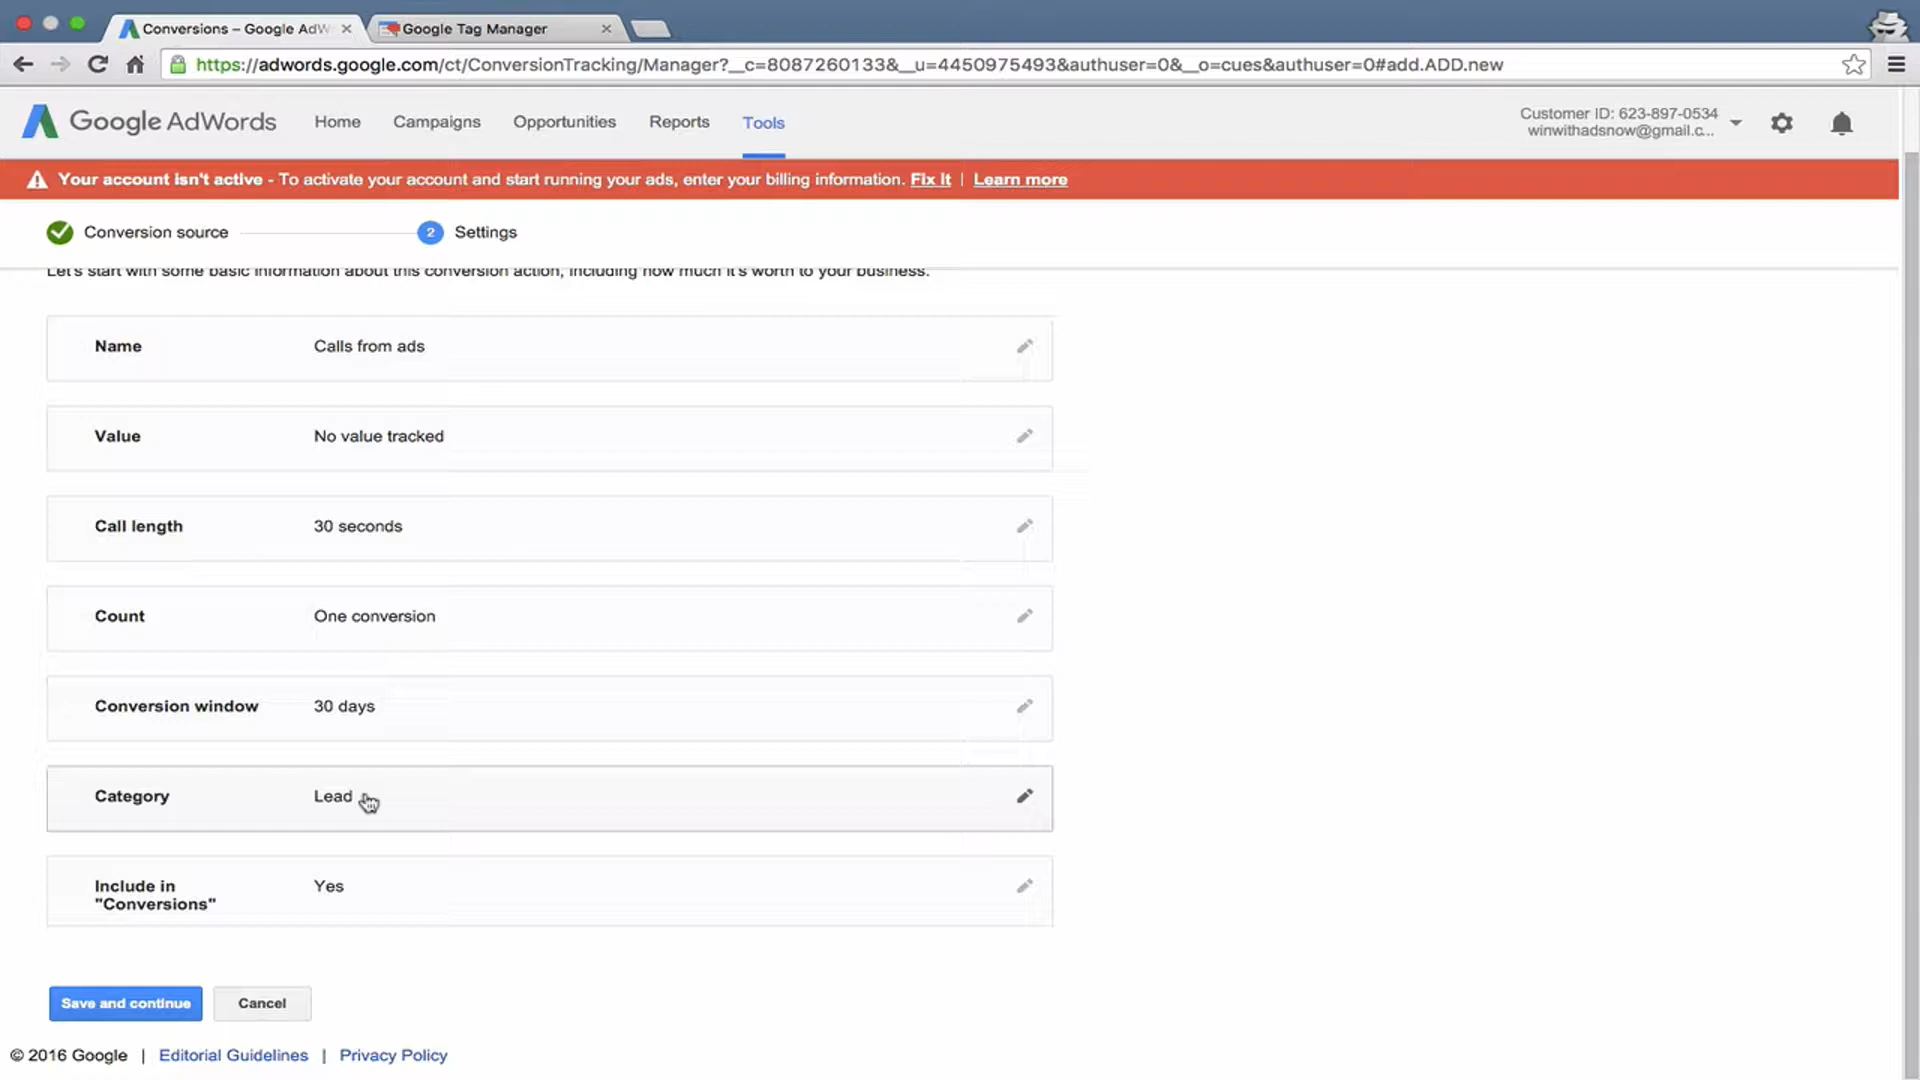 Conversions – Google AdW
Google Tag Manager
https://adwords.google.com/ct/ConversionTracking/Manager?__c=8087260133&__u=4450975493&authuser=0&__o=cues&authuser=0#add.ADD.new
Google AdWords
Home
Campaigns
Opportunities
Reports
Tools
Customer ID: 623-897-0534
winwithadsnow@gmail.c...
Your account isn't active - To activate your account and start running your ads, enter your billing information. Fix It | Learn more
Conversion source
2 Settings
Let's start with some basic information about this conversion action, including how much it's worth to your business.
Name Calls from ads
Value No value tracked
Call length 30 seconds
Count One conversion
Conversion window 30 days
Category Lead
Include in Yes
"Conversions"
Save and continue Cancel
© 2016 Google | Editorial Guidelines | Privacy Policy